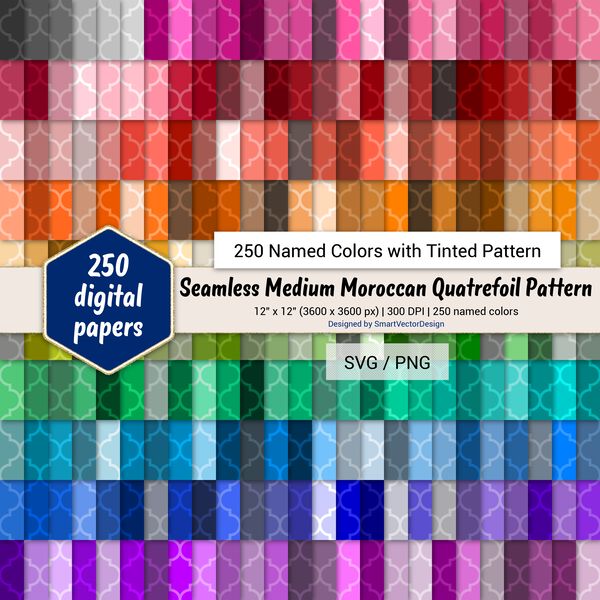 250 Named Colors with Tinted Pattern
250
digital
papers
Seamless Medium Moroccan Quatrefoil Pattern
12" x 12" (3600 x 3600 px) | 300 DPI | 250 named colors
Designed by SmartVectorDesign
SVG / PNG